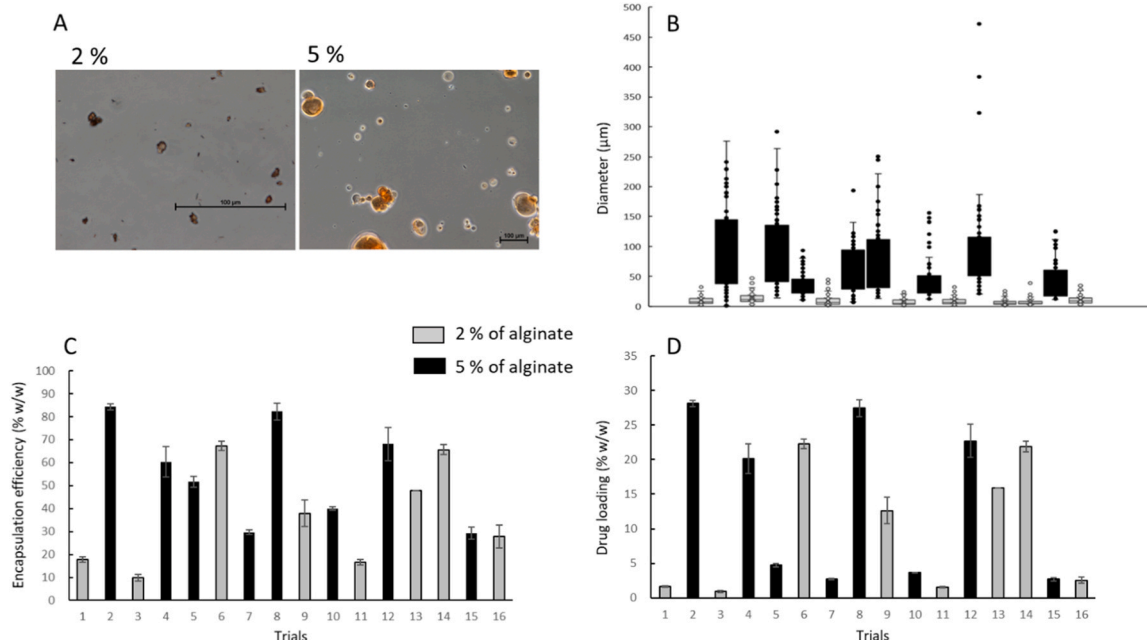 A
2 %
5 %
100 µm
100 µm
B
Diameter (µm)
500
450
400
350
300
250
200
150
100
50
0
2 % of alginate
5 % of alginate
C
Encapsulation efficiency (% w/w)
100
90
80
70
60
50
40
30
20
10
0
1 2 3 4 5 6 7 8 9 10 11 12 13 14 15 16
Trials
D
Drug loading (% w/w)
35
30
25
20
15
10
5
0
1 2 3 4 5 6 7 8 9 10 11 12 13 14 15 16
Trials